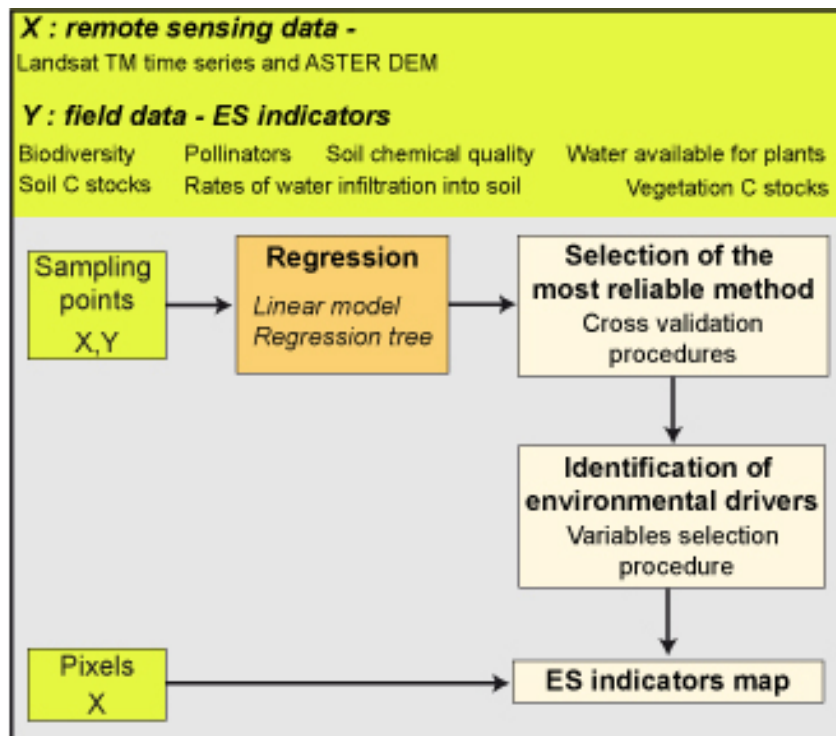 X : remote sensing data -
Landsat TM time series and ASTER DEM
Y : field data - ES indicators
Biodiversity Pollinators Soil chemical quality Water available for plants
Soil C stocks Rates of water infiltration into soil Vegetation C stocks
Sampling
points
X,Y
Regression
Linear model
Regression tree
Selection of the
most reliable method
Cross validation
procedures
Identification of
environmental drivers
Variables selection
procedure
Pixels
X
ES indicators map